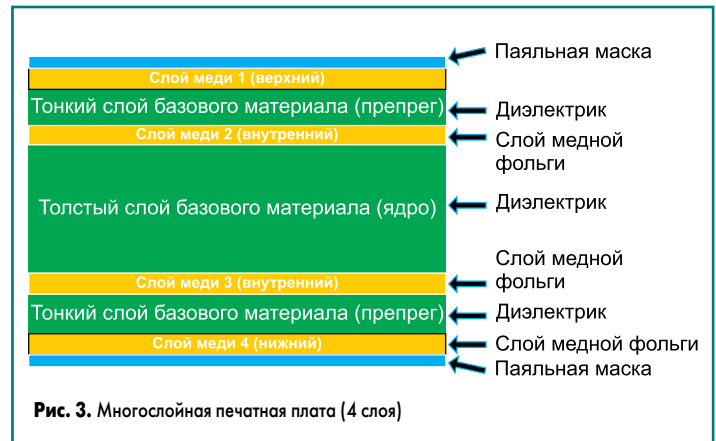 Паяльная маска
Слой меди 1 (верхний)
Тонкий слой базового материала (препрег)
Диэлектрик
Слой меди 2 (внутренний)
Слой медной
фольги
Толстый слой базового материала (ядро)
Диэлектрик
Слой медной
фольги
Слой меди 3 (внутренний)
Тонкий слой базового материала (препрег)
Диэлектрик
Слой меди 4 (нижний)
Слой медной фольги
Паяльная маска
Рис. 3. Многослойная печатная плата (4 слоя)